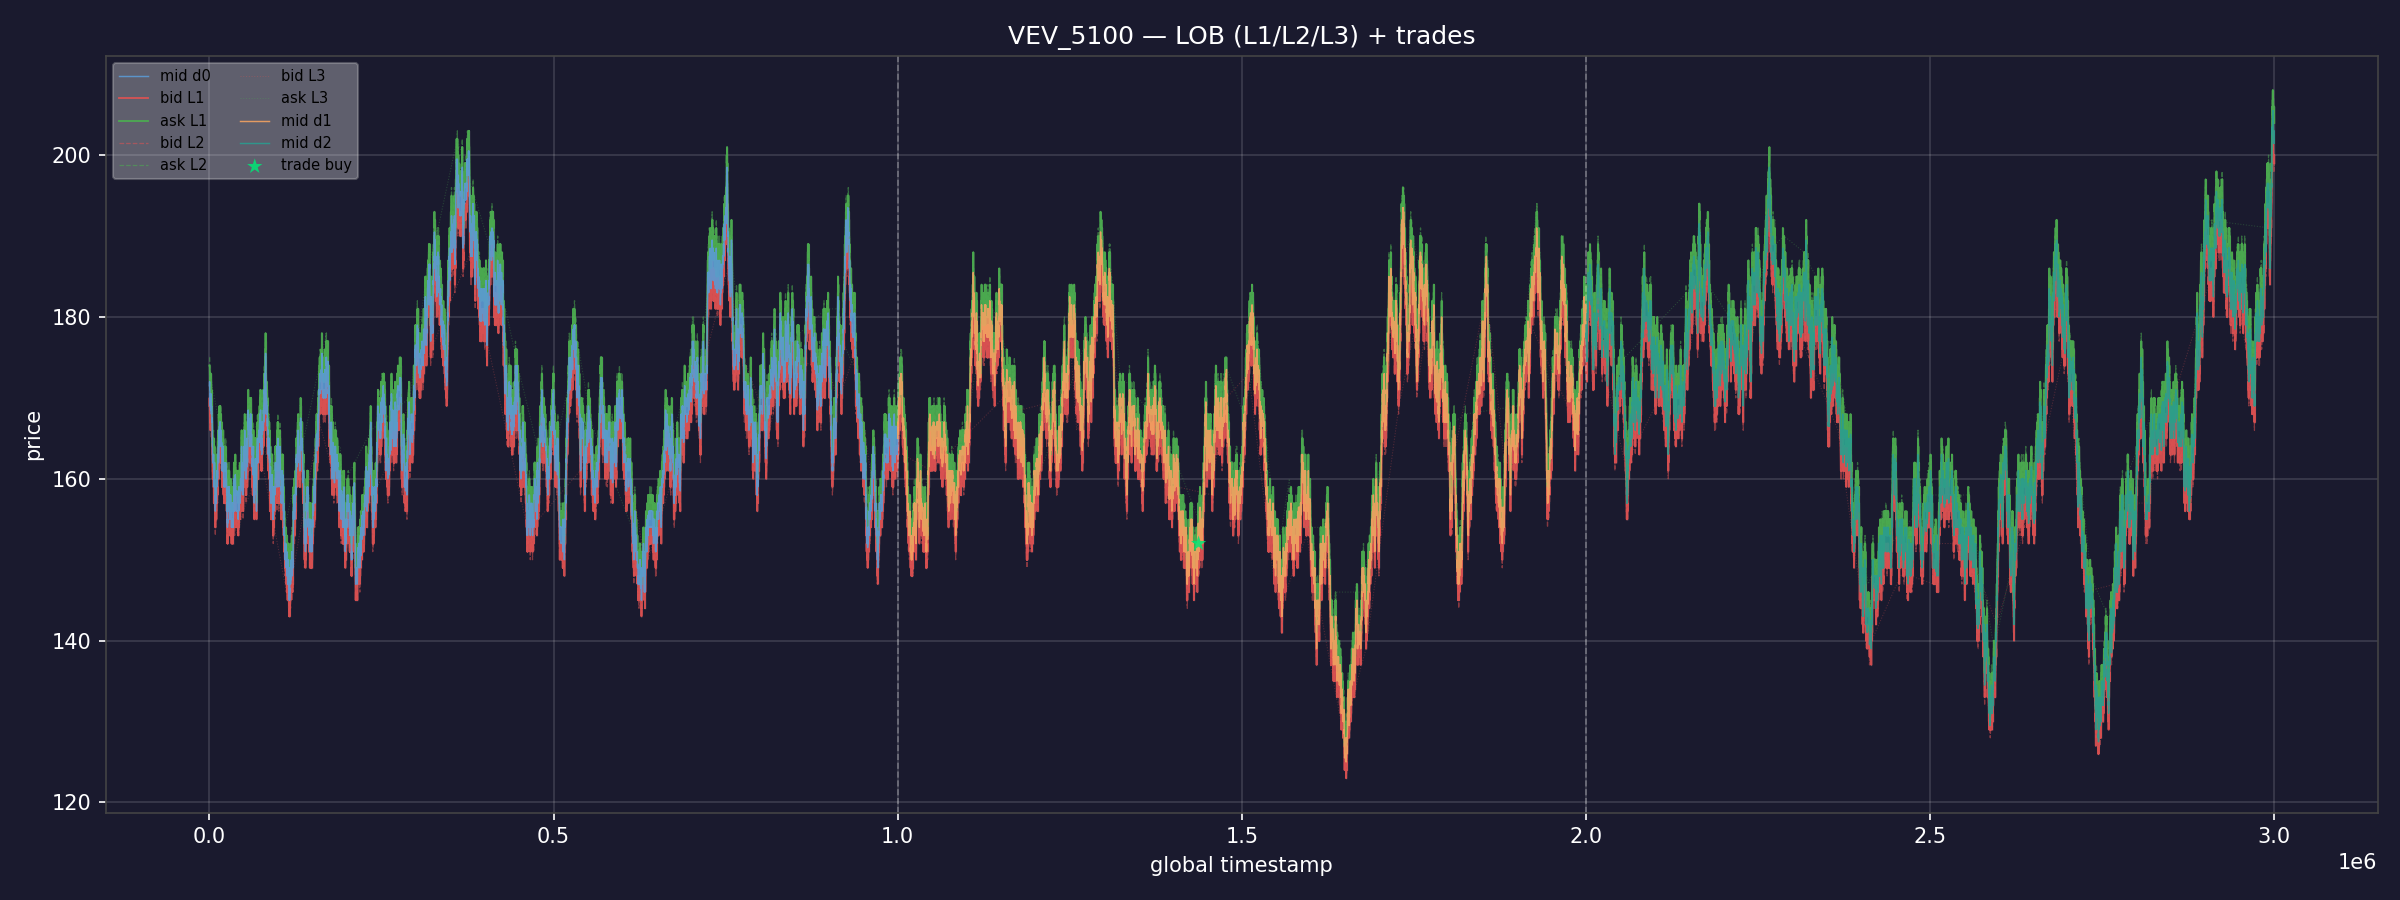 VEV_5100 — LOB (L1/L2/L3) + trades
mid d0
bid L1
ask L1
bid L2
ask L2
bid L3
ask L3
mid d1
mid d2
trade buy
price
200
180
160
140
120
0.0
0.5
1.0
1.5
2.0
2.5
3.0
1e6
global timestamp